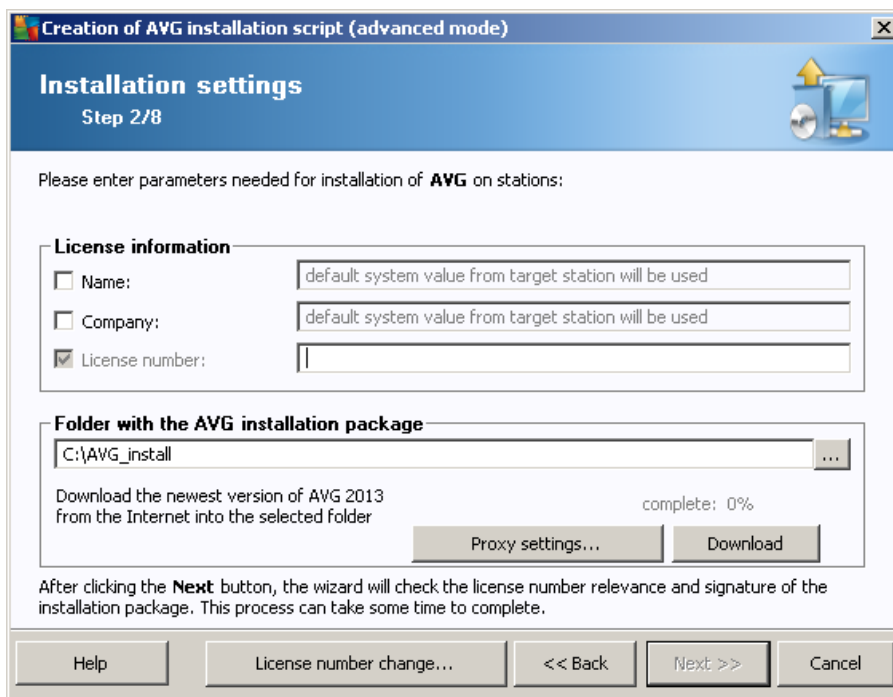 Creation of AVG installation script (advanced mode)
Installation settings
Step 2/8
Please enter parameters needed for installation of AVG on stations:
License information
Name:
default system value from target station will be used
Company:
default system value from target station will be used
License number:
Folder with the AVG installation package
C:\AVG_install
...
Download the newest version of AVG 2013
from the Internet into the selected folder
complete: 0%
Proxy settings...
Download
After clicking the Next button, the wizard will check the license number relevance and signature of the
installation package. This process can take some time to complete.
Help
License number change...
<< Back
Next >>
Cancel